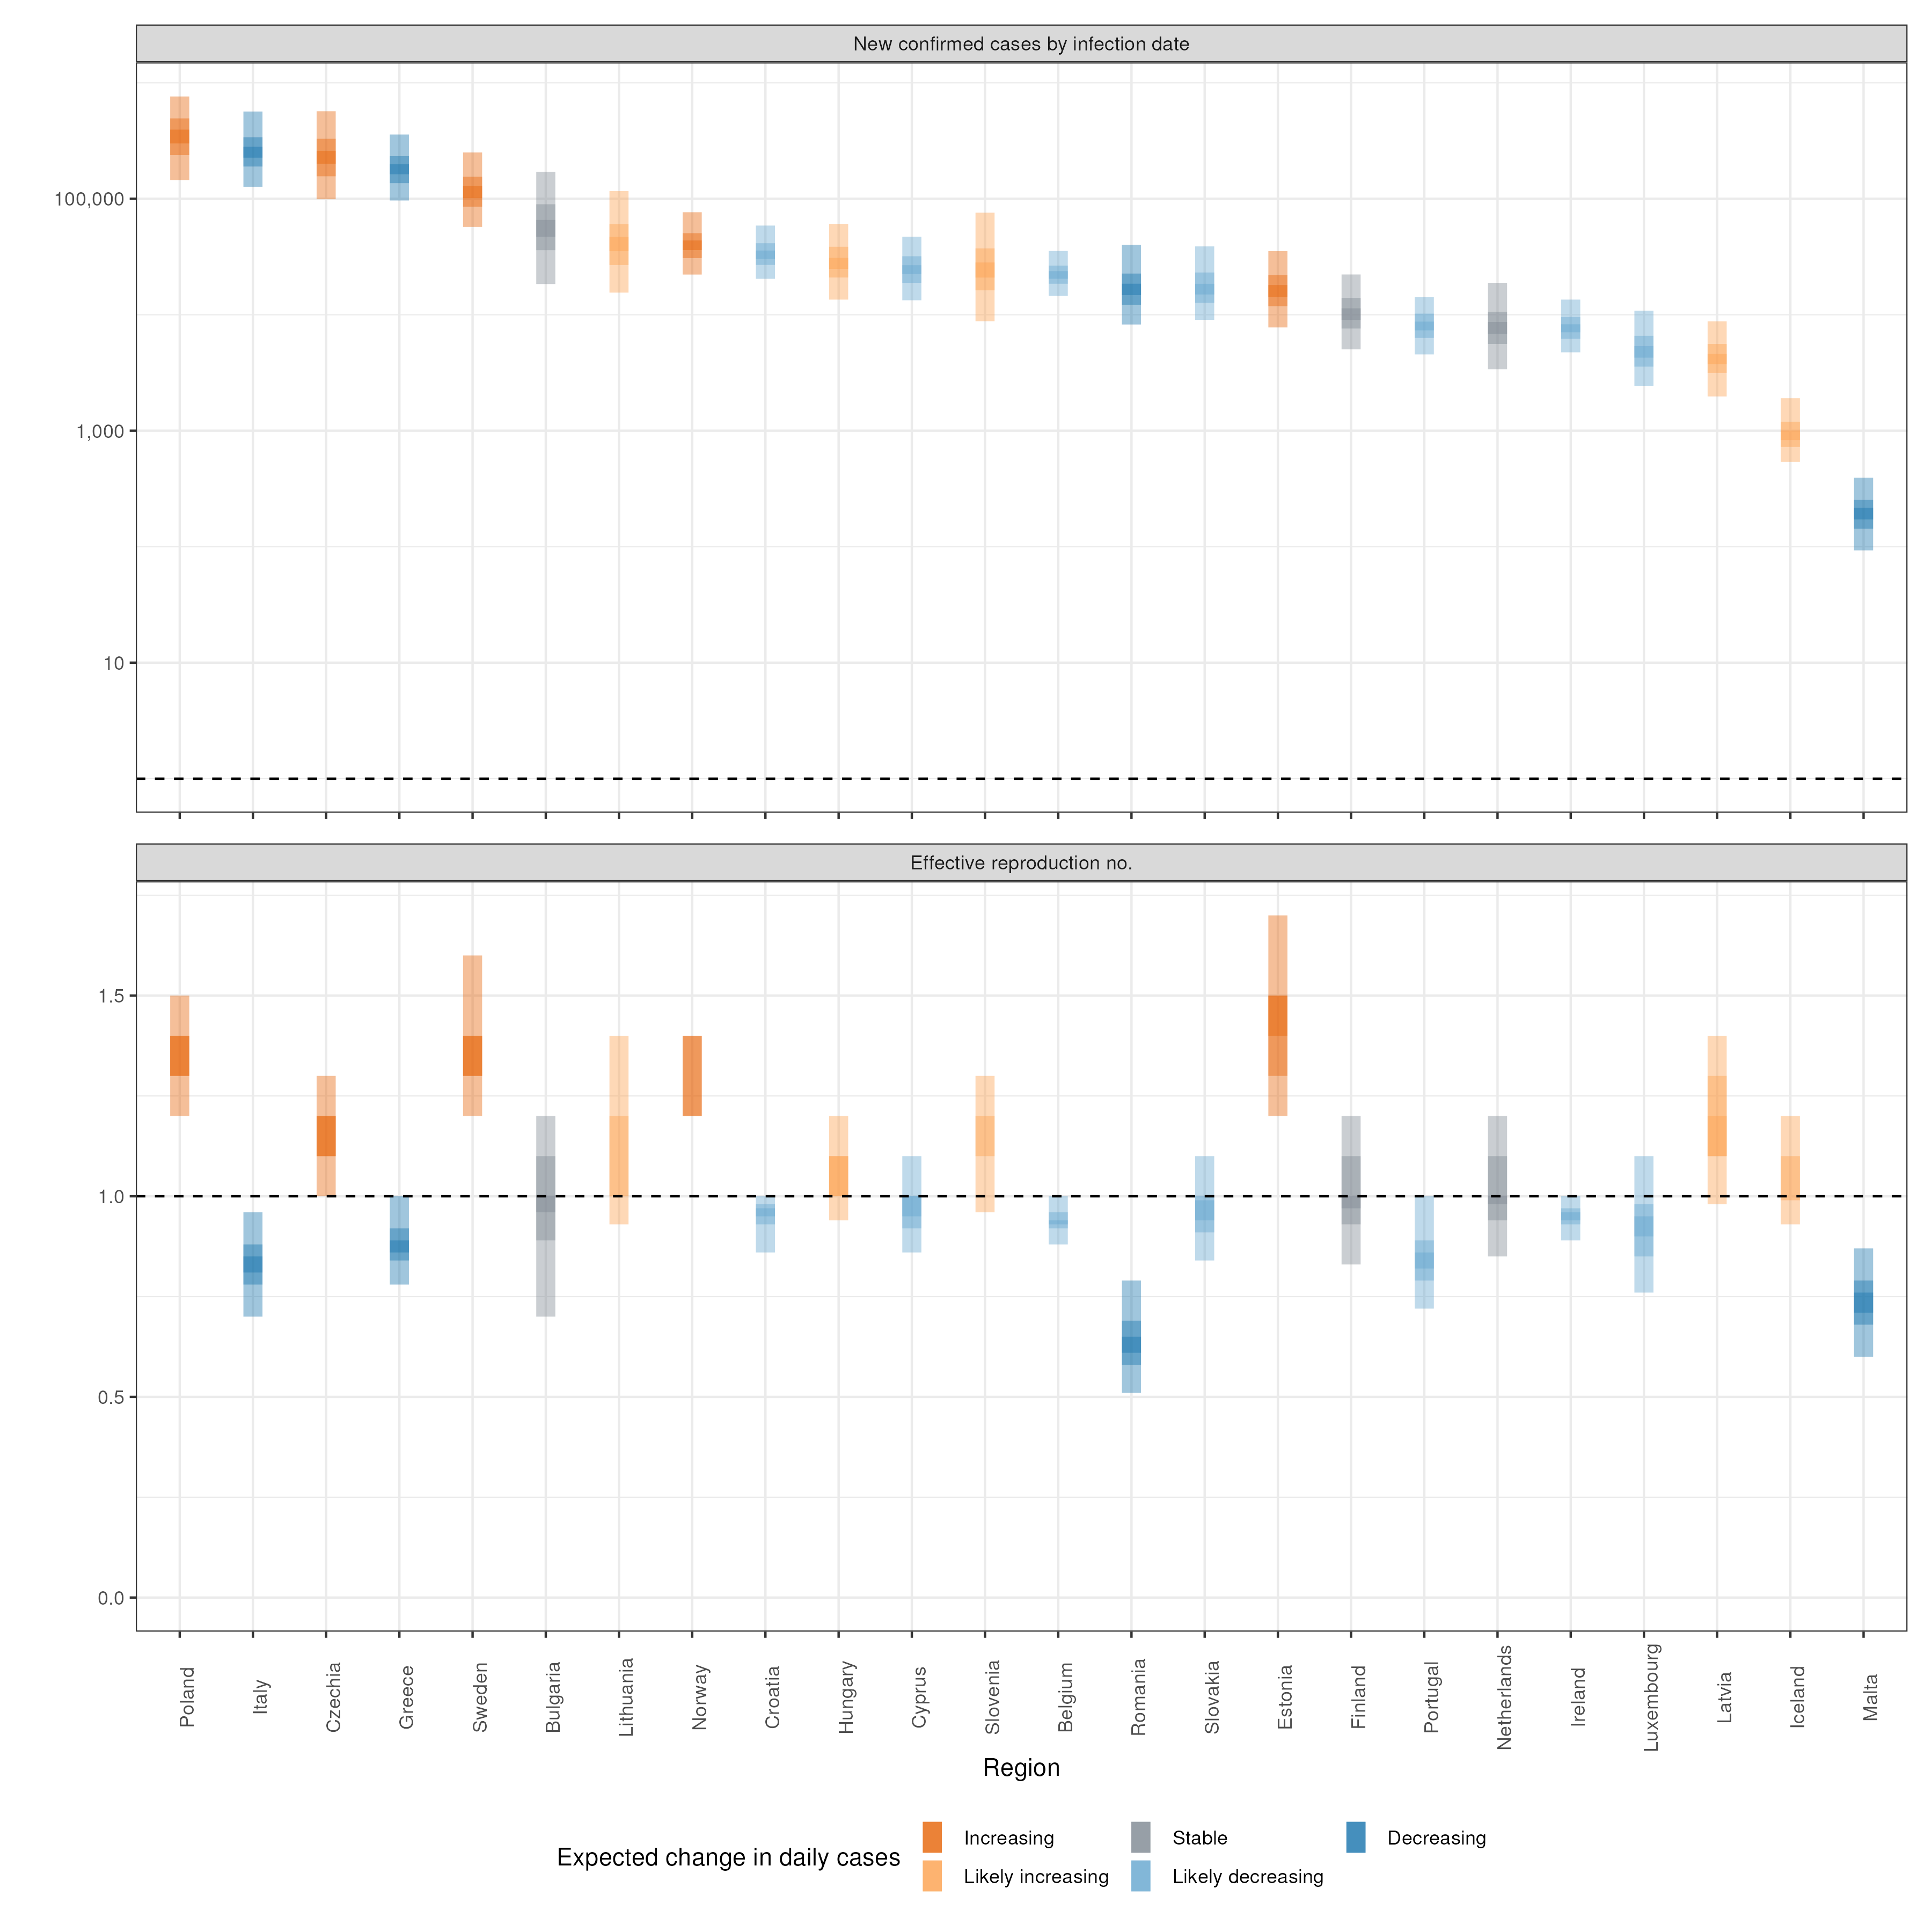 New confirmed cases by infection date
100,000
1,000
10
Effective reproduction no.
1.5
1.0
0.5
0.0
Poland
Italy
Czechia
Greece
Sweden
Bulgaria
Lithuania
Norway
Croatia
Hungary
Cyprus
Slovenia
Belgium
Romania
Slovakia
Estonia
Finland
Portugal
Netherlands
Ireland
Luxembourg
Latvia
Iceland
Malta
Region
Expected change in daily cases
Increasing
Stable
Decreasing
Likely increasing
Likely decreasing